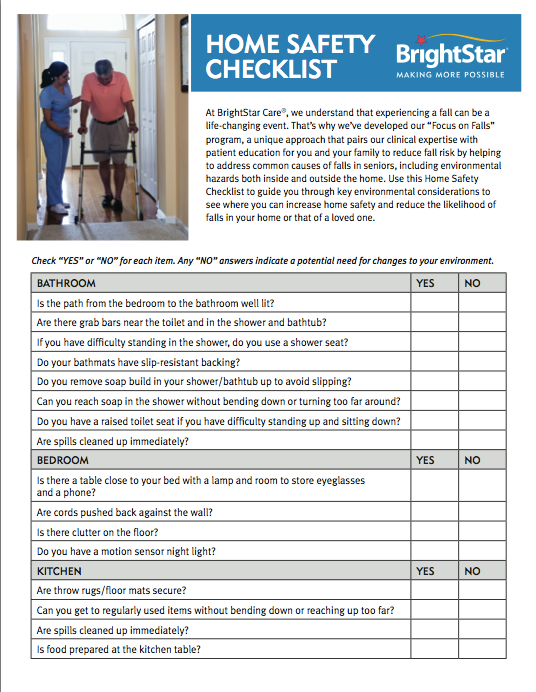 HOME SAFETY
CHECKLIST
BrightStar®
MAKING MORE POSSIBLE
At BrightStar Care®, we understand that experiencing a fall can be a
life-changing event. That's why we've developed our "Focus on Falls"
program, a unique approach that pairs our clinical expertise with
patient education for you and your family to reduce fall risk by helping
to address common causes of falls in seniors, including environmental
hazards both inside and outside the home. Use this Home Safety
Checklist to guide you through key environmental considerations to
see where you can increase home safety and reduce the likelihood of
falls in your home or that of a loved one.
Check "YES" or "NO" for each item. Any "NO" answers indicate a potential need for changes to your environment.
BATHROOM YES NO
Is the path from the bedroom to the bathroom well lit?
Are there grab bars near the toilet and in the shower and bathtub?
If you have difficulty standing in the shower, do you use a shower seat?
Do your bathmats have slip-resistant backing?
Do you remove soap build in your shower/bathtub up to avoid slipping?
Can you reach soap in the shower without bending down or turning too far around?
Do you have a raised toilet seat if you have difficulty standing up and sitting down?
Are spills cleaned up immediately?
BEDROOM YES NO
Is there a table close to your bed with a lamp and room to store eyeglasses
and a phone?
Are cords pushed back against the wall?
Is there clutter on the floor?
Do you have a motion sensor night light?
KITCHEN YES NO
Are throw rugs/floor mats secure?
Can you get to regularly used items without bending down or reaching up too far?
Are spills cleaned up immediately?
Is food prepared at the kitchen table?